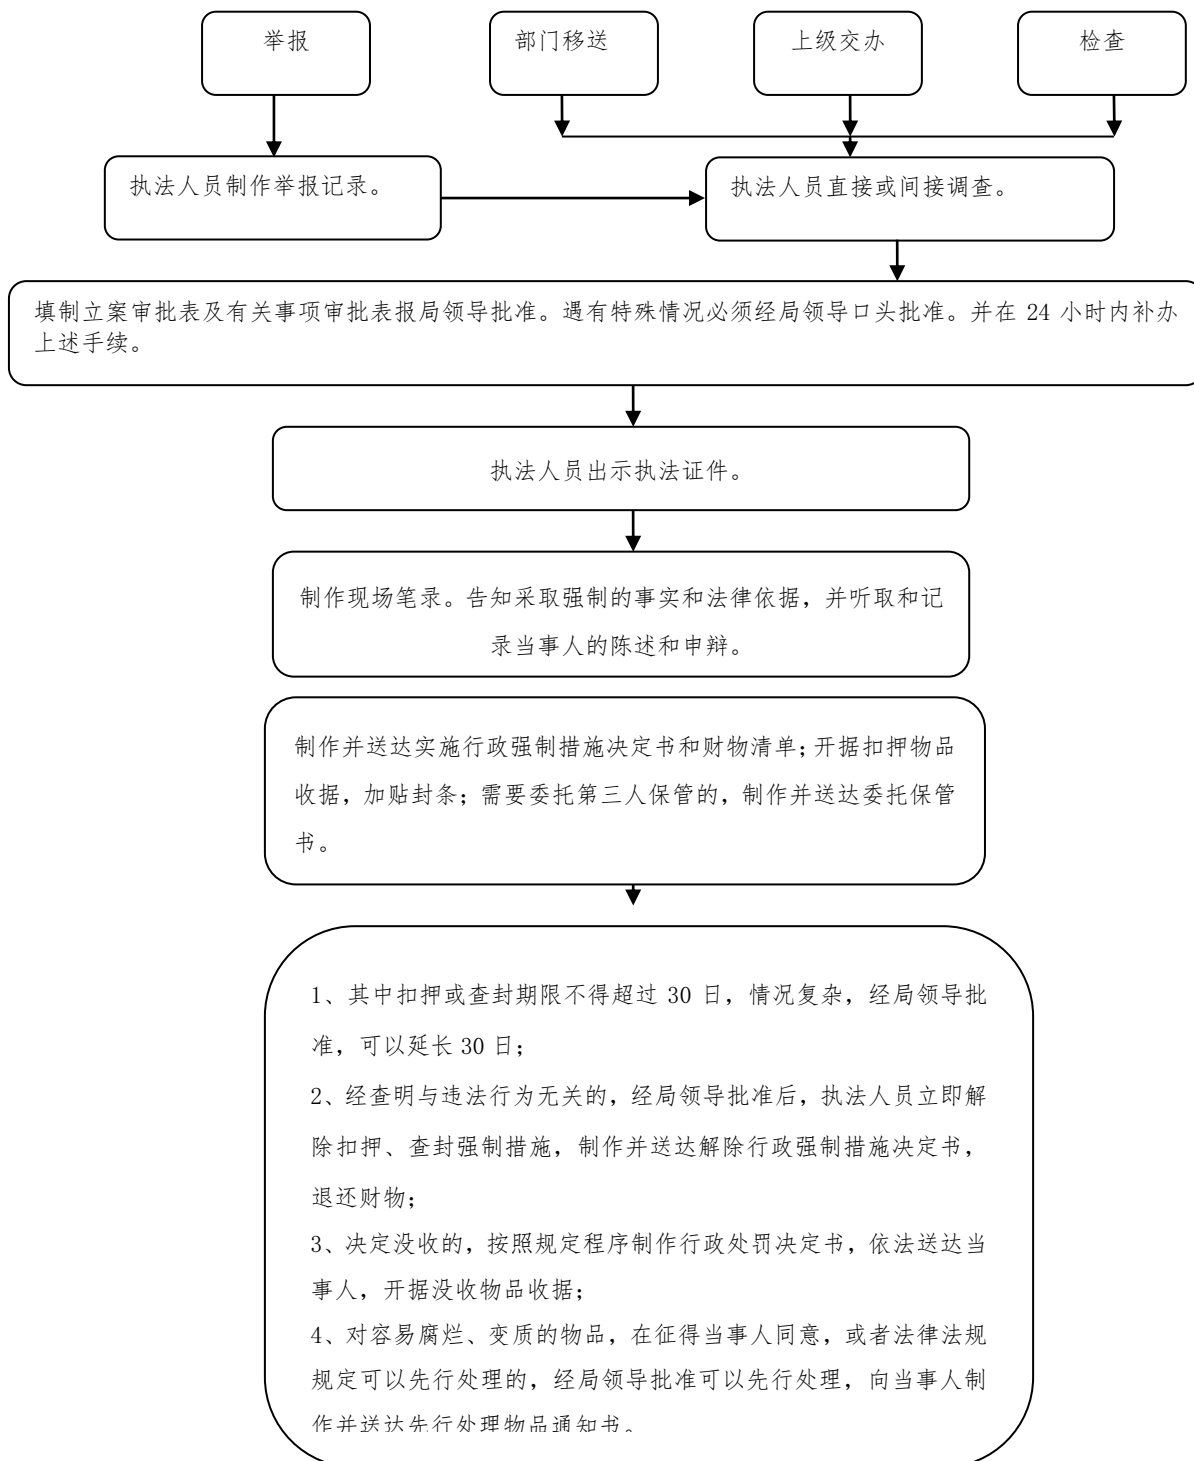 举报
部门移送
上级交办
检查
执法人员制作举报记录。
执法人员直接或间接调查。
填制立案审批表及有关事项审批表报局领导批准。遇有特殊情况必须经局领导口头批准。并在 24 小时内补办
上述手续。
执法人员出示执法证件。
制作现场笔录。告知采取强制的事实和法律依据，并听取和记
录当事人的陈述和申辩。
制作并送达实施行政强制措施决定书和财物清单；开据扣押物品
收据，加贴封条；需要委托第三人保管的，制作并送达委托保管
书。
1、其中扣押或查封期限不得超过 30 日，情况复杂，经局领导批
准，可以延长 30 日；
2、经查明与违法行为无关的，经局领导批准后，执法人员立即解
除扣押、查封强制措施，制作并送达解除行政强制措施决定书，
退还财物；
3、决定没收的，按照规定程序制作行政处罚决定书，依法送达当
事人，开据没收物品收据；
4、对容易腐烂、变质的物品，在征得当事人同意，或者法律法规
规定可以先行处理的，经局领导批准可以先行处理，向当事人制
作并送达先行处理物品通知书。